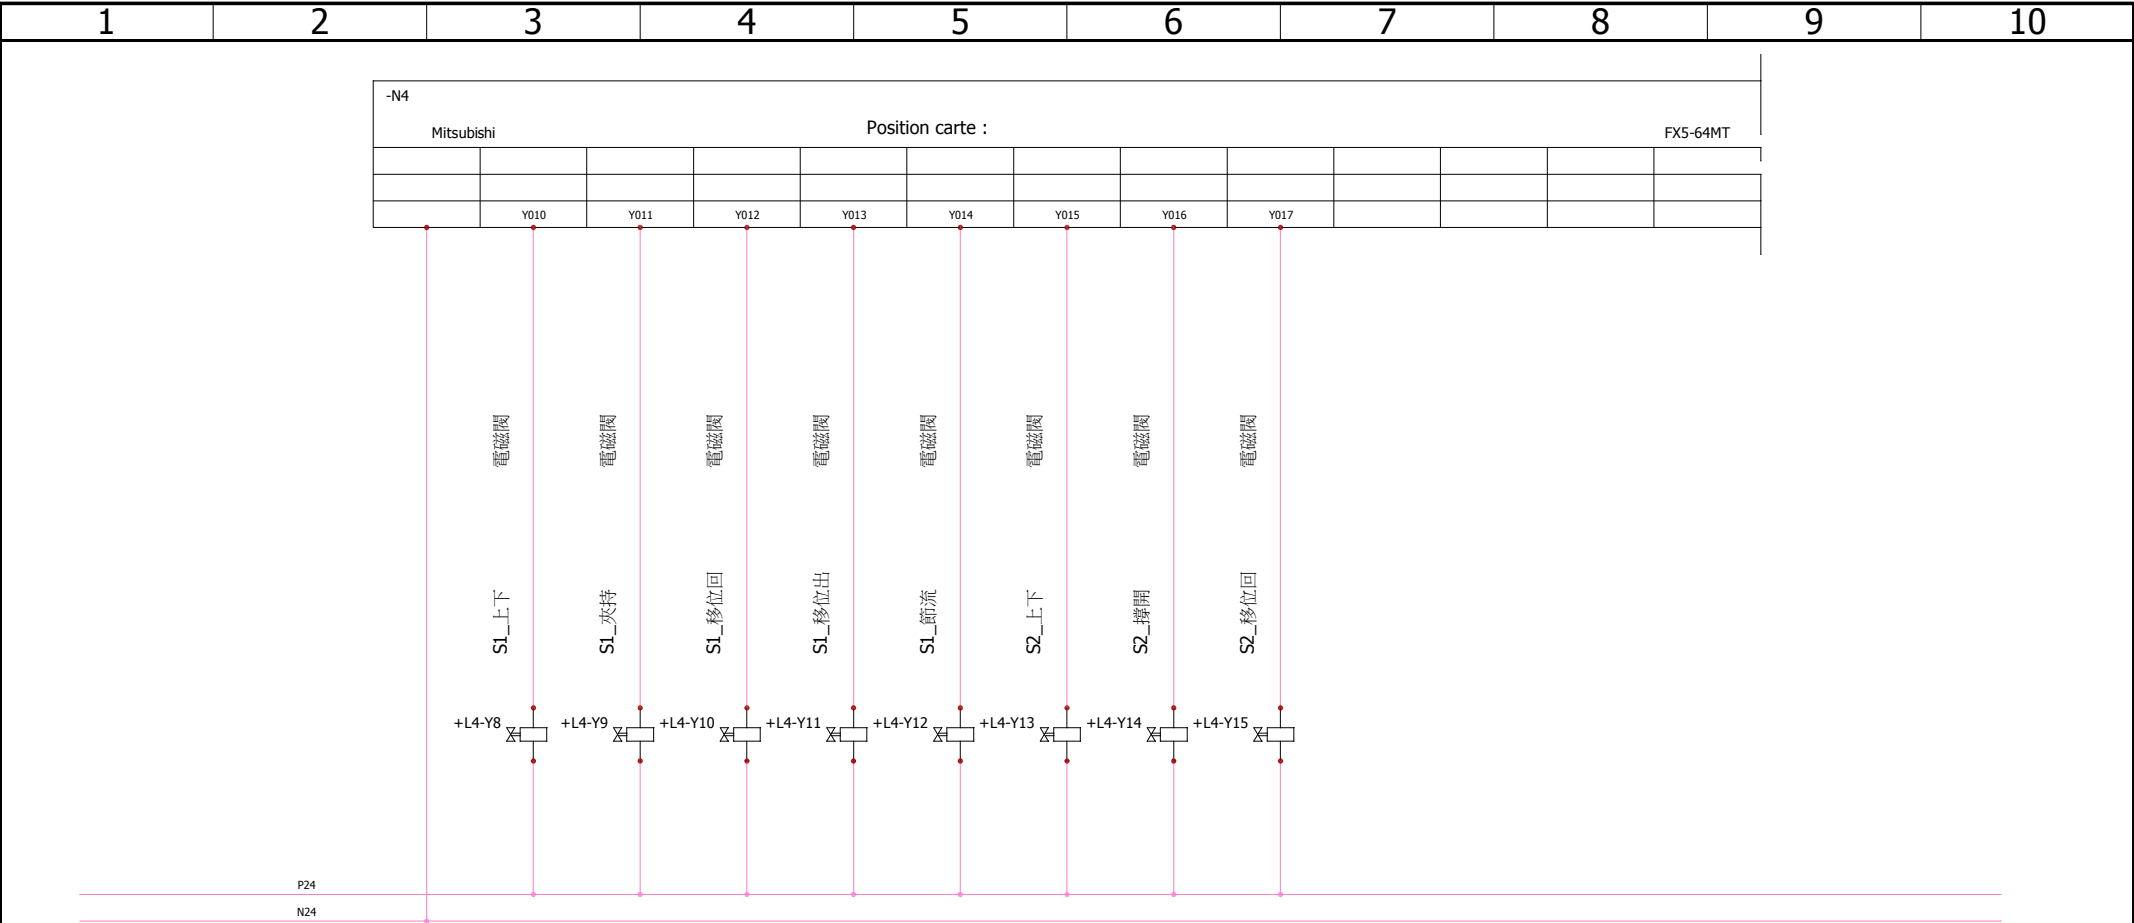 1 2 3 4 5 6 7 8 9 10
-N4
Mitsubishi Position carte : FX5-64MT
Y010 Y011 Y012 Y013 Y014 Y015 Y016 Y017
電磁閥 電磁閥 電磁閥 電磁閥 電磁閥 電磁閥 電磁閥 電磁閥
S1_上下 S1_夾持 S1_移位回 S1_移位出 S1_節流 S2_上下 S2_撐開 S2_移位回
+L4-Y8 +L4-Y9 +L4-Y10 +L4-Y11 +L4-Y12 +L4-Y13 +L4-Y14 +L4-Y15
P24
N24